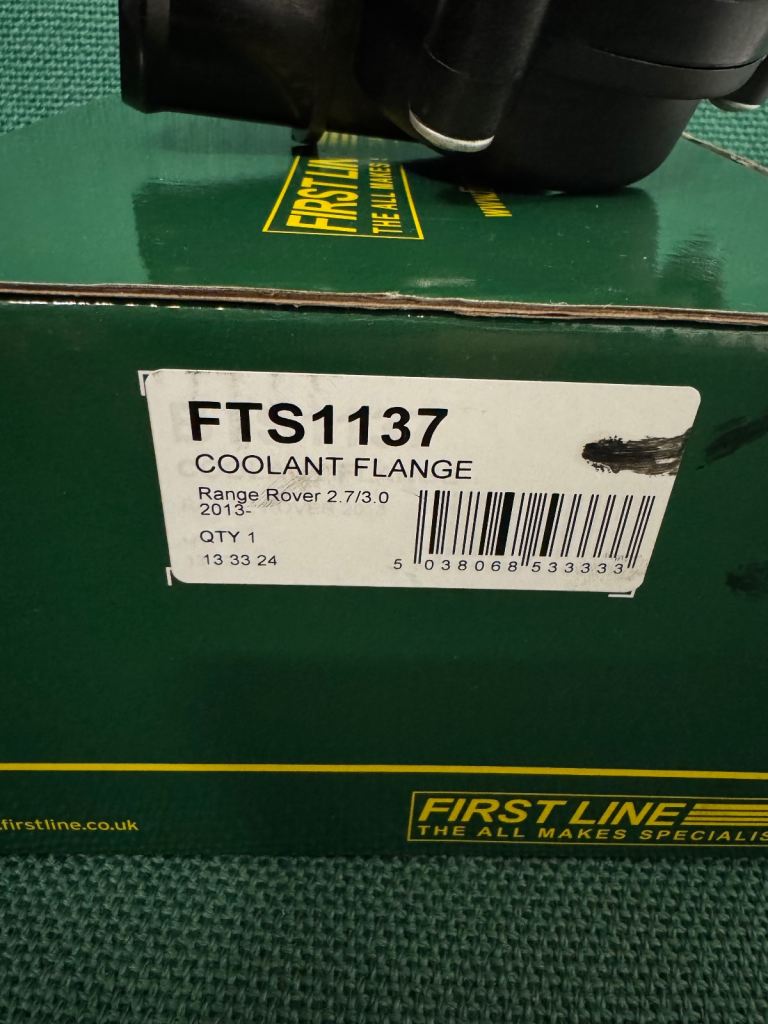 FIRST LIN
THE ALL MAKES
FTS1137
COOLANT FLANGE
Range Rover 2.7/3.0
2013-
QTY 1
13 33 24
5 038068 533333
firstline.co.uk
FIRST LINE
THE ALL MAKES SPECIALIS